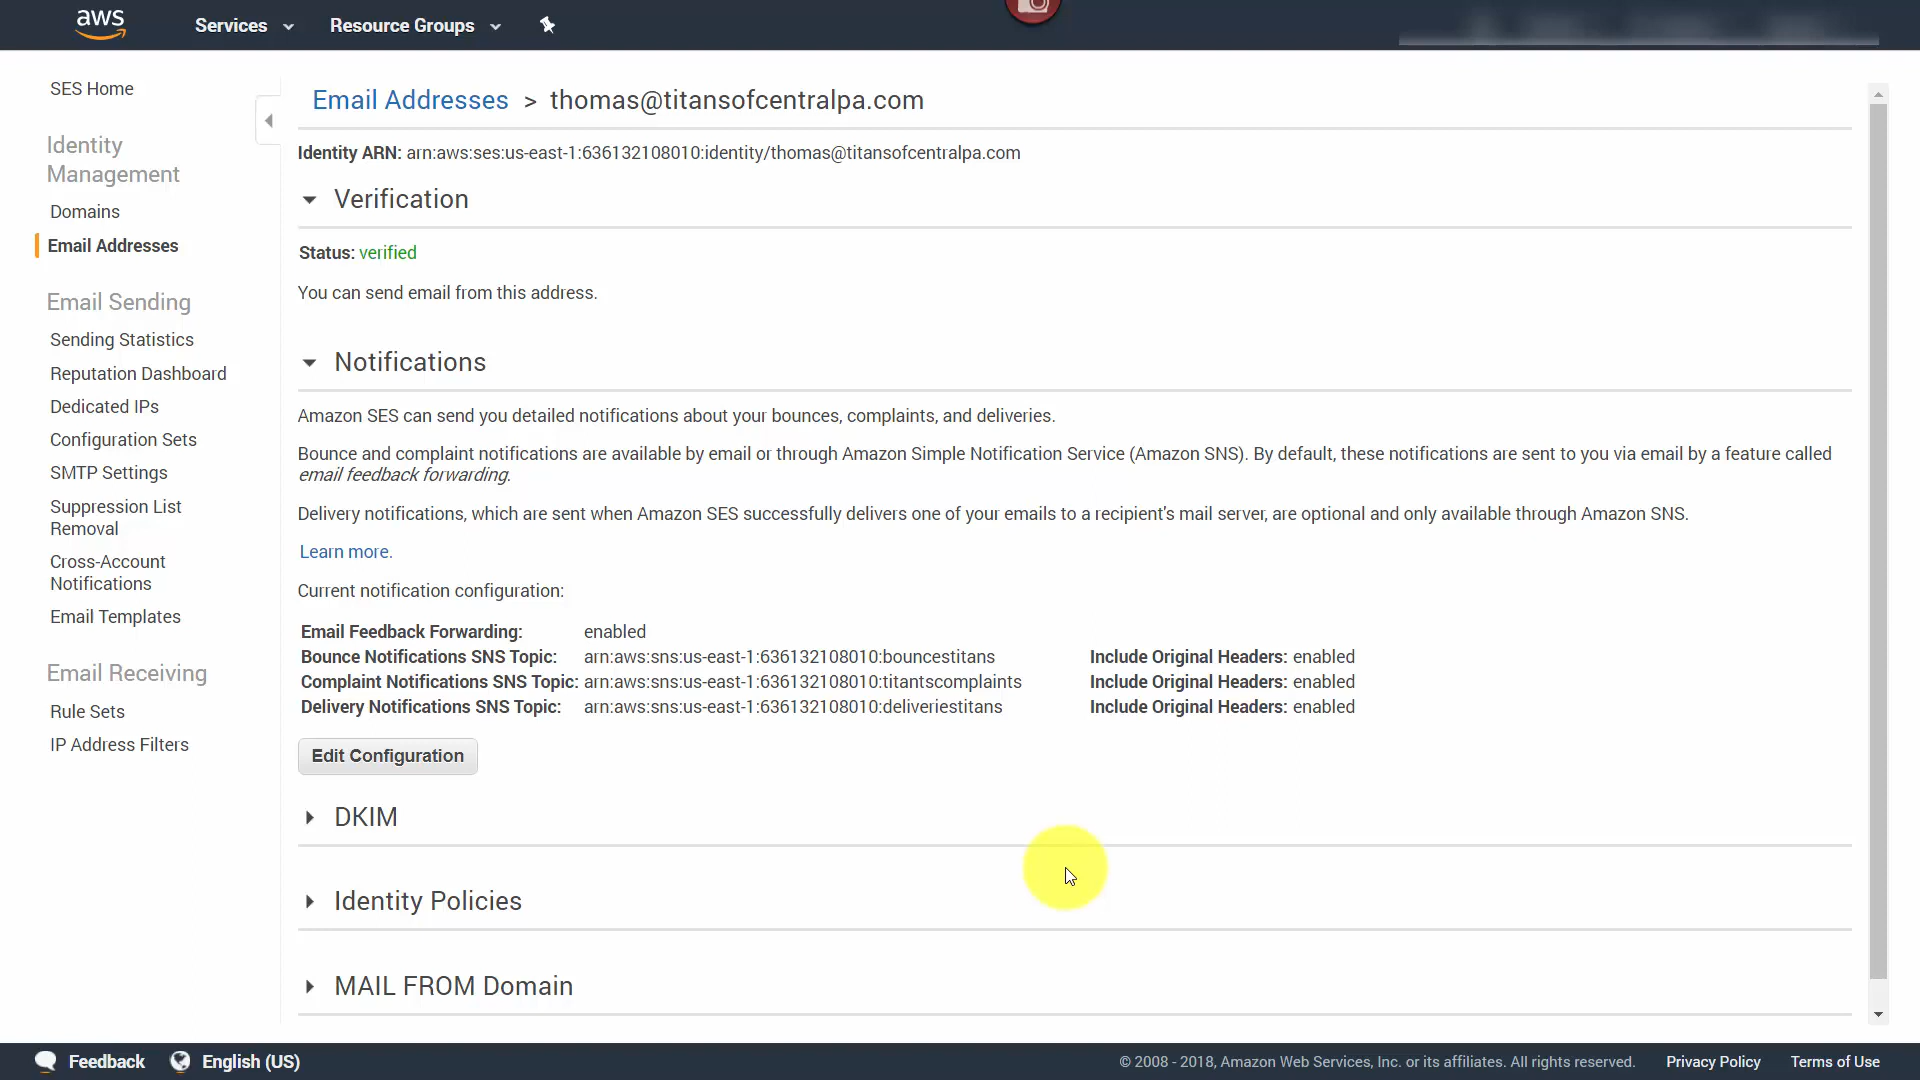 aws
Services
Resource Groups
SES Home
Identity
Management
Domains
Email Addresses
Email Sending
Sending Statistics
Reputation Dashboard
Dedicated IPs
Configuration Sets
SMTP Settings
Suppression List
Removal
Cross-Account
Notifications
Email Templates
Email Receiving
Rule Sets
IP Address Filters
Email Addresses > thomas@titansofcentralpa.com
Identity ARN: arn:aws:ses:us-east-1:636132108010:identity/thomas@titansofcentralpa.com
Verification
Status: verified
You can send email from this address.
Notifications
Amazon SES can send you detailed notifications about your bounces, complaints, and deliveries.
Bounce and complaint notifications are available by email or through Amazon Simple Notification Service (Amazon SNS). By default, these notifications are sent to you via email by a feature called
email feedback forwarding.
Delivery notifications, which are sent when Amazon SES successfully delivers one of your emails to a recipient's mail server, are optional and only available through Amazon SNS.
Learn more.
Current notification configuration:
Email Feedback Forwarding: enabled
Bounce Notifications SNS Topic: arn:aws:sns:us-east-1:636132108010:bouncestitans Include Original Headers: enabled
Complaint Notifications SNS Topic: arn:aws:sns:us-east-1:636132108010:titantscomplaints Include Original Headers: enabled
Delivery Notifications SNS Topic: arn:aws:sns:us-east-1:636132108010:deliveriestitans Include Original Headers: enabled
Edit Configuration
DKIM
Identity Policies
MAIL FROM Domain
Feedback
English (US)
© 2008 - 2018, Amazon Web Services, Inc. or its affiliates. All rights reserved.
Privacy Policy
Terms of Use